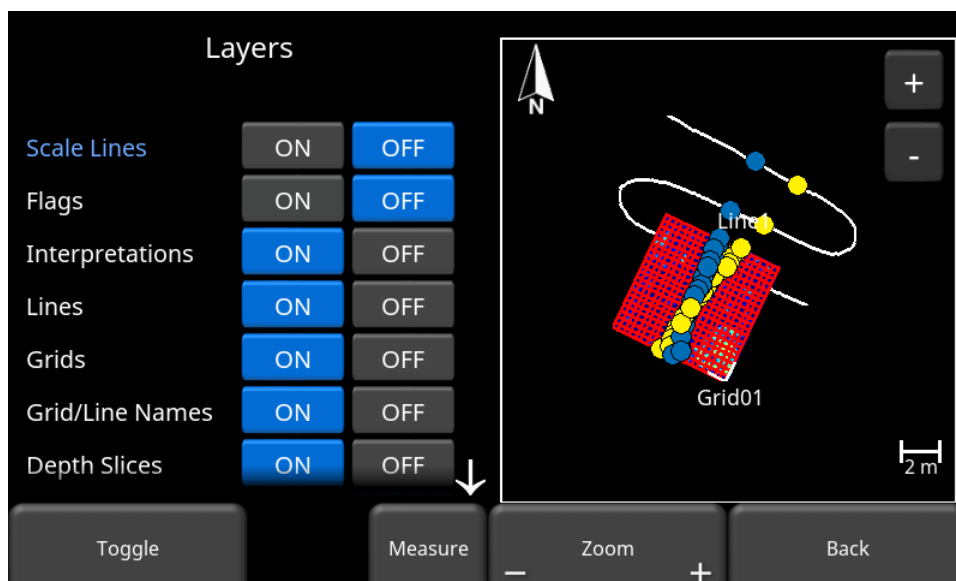 Layers
Scale Lines ON OFF
Flags ON OFF
Interpretations ON OFF
Lines ON OFF
Grids ON OFF
Grid/Line Names ON OFF
Depth Slices ON OFF
N
+
-
Line1
Grid01
2 m
Toggle
Measure
− Zoom +
Back